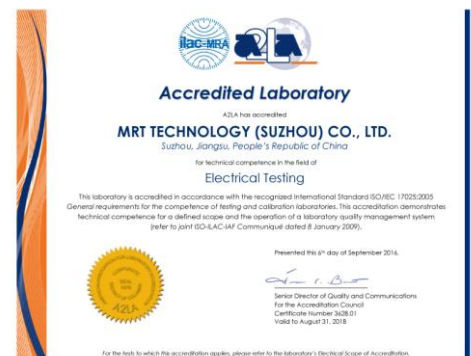 ilac-MRA
A2LA
Accredited Laboratory
A2LA has accredited
MRT TECHNOLOGY (SUZHOU) CO., LTD.
Suzhou, Jiangsu, People's Republic of China
for technical competence in the field of
Electrical Testing
This laboratory is accredited in accordance with the recognized International Standard ISO/IEC 17025:2005
General requirements for the competence of testing and calibration laboratories. This accreditation demonstrates
technical competence for a defined scope and the operation of a laboratory quality management system
(refer to joint ISO-ILAC-IAF Communiqué dated 8 January 2009).
Presented this 6th day of September 2016.
Senior Director of Quality and Communications
For the Accreditation Council
Certificate Number 3628.01
Valid to August 31, 2018
A2LA
For the tests to which this accreditation applies, please refer to the laboratory's Electrical Scope of Accreditation.